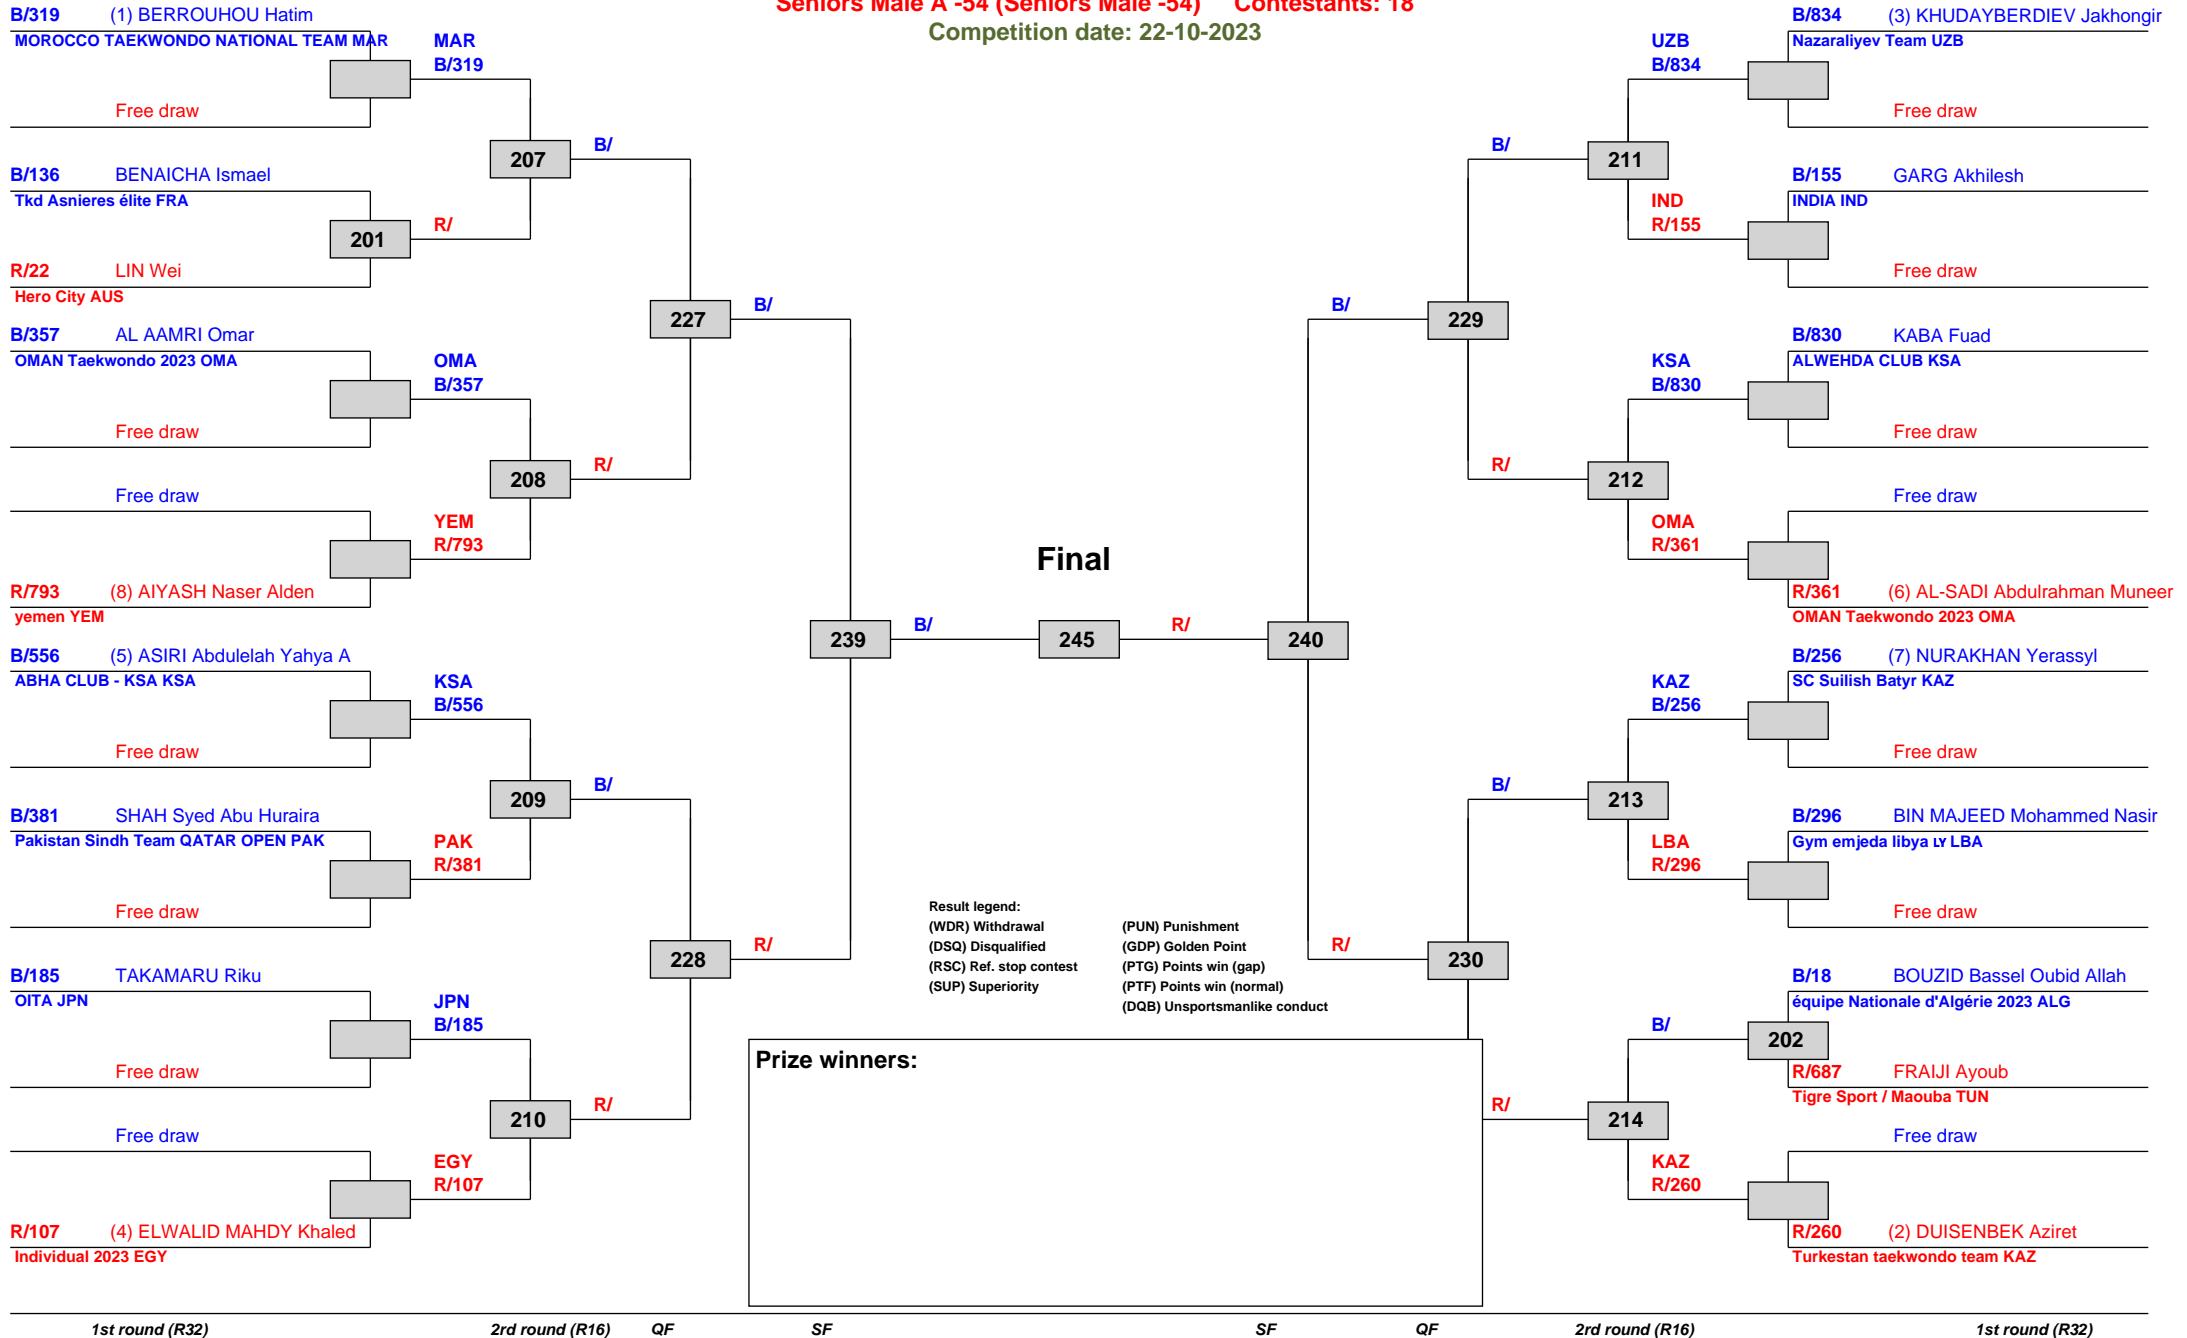 Seniors Male A -54 (Seniors Male -54) Contestants: 18
Competition date: 22-10-2023
B/319 (1) BERROUHOU Hatim
MOROCCO TAEKWONDO NATIONAL TEAM MAR
Free draw
B/136 BENAICHA Ismael
Tkd Asnieres élite FRA
201
R/22 LIN Wei
Hero City AUS
B/357 AL AAMRI Omar
OMAN Taekwondo 2023 OMA
Free draw
Free draw
R/793 (8) AIYASH Naser Alden
yemen YEM
B/556 (5) ASIRI Abdulelah Yahya A
ABHA CLUB - KSA KSA
Free draw
B/381 SHAH Syed Abu Huraira
Pakistan Sindh Team QATAR OPEN PAK
Free draw
B/185 TAKAMARU Riku
OITA JPN
Free draw
Free draw
R/107 (4) ELWALID MAHDY Khaled
Individual 2023 EGY
MAR
B/319
207
R/
OMA
B/357
208
YEM
R/793
KSA
B/556
209
PAK
R/381
JPN
B/185
210
EGY
R/107
B/
227
R/
B/
228
R/
B/
239
R/
Final
B/
245
R/
240
B/
R/
B/
229
R/
B/
230
R/
UZB
B/834
211
IND
R/155
KSA
B/830
212
OMA
R/361
KAZ
B/256
213
LBA
R/296
B/
214
KAZ
R/260
B/834 (3) KHUDAYBERDIEV Jakhongir
Nazaraliyev Team UZB
Free draw
B/155 GARG Akhilesh
INDIA IND
Free draw
B/830 KABA Fuad
ALWEHDA CLUB KSA
Free draw
Free draw
R/361 (6) AL-SADI Abdulrahman Muneer
OMAN Taekwondo 2023 OMA
B/256 (7) NURAKHAN Yerassyl
SC Suilish Batyr KAZ
Free draw
B/296 BIN MAJEED Mohammed Nasir
Gym emjeda libya LY LBA
Free draw
B/18 BOUZID Bassel Oubid Allah
équipe Nationale d'Algérie 2023 ALG
202
R/687 FRAIJI Ayoub
Tigre Sport / Maouba TUN
Free draw
R/260 (2) DUISENBEK Aziret
Turkestan taekwondo team KAZ
Result legend:
(WDR) Withdrawal (PUN) Punishment
(DSQ) Disqualified (GDP) Golden Point
(RSC) Ref. stop contest (PTG) Points win (gap)
(SUP) Superiority (PTF) Points win (normal)
(DQB) Unsportsmanlike conduct
Prize winners:
1st round (R32) 2rd round (R16) QF SF SF QF 2rd round (R16) 1st round (R32)